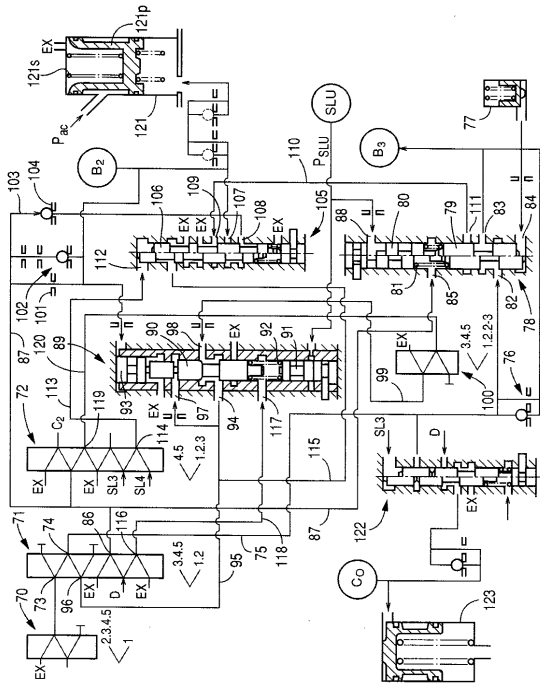 70
71
72
87
103
EX
73
74
EX
113
120
102
101
104
96
86
116
C2
119
114
89
112
EX
D
EX
EX
SL3
SL4
93
90
98
106
109
107
108
105
B2
Pac
121s
121p
EX
121
2.3.4.5
1
3.4.5
1.2
4.5
1.2.3
EX
EX
EX
EX
95
75
118
87
115
97
94
117
EX
92
91
110
PSLU
SLU
CO
122
SL3
D
EX
99
100
EX
3.4.5
1.2.2-3
88
81
85
80
79
111
83
B3
77
123
76
82
78
84